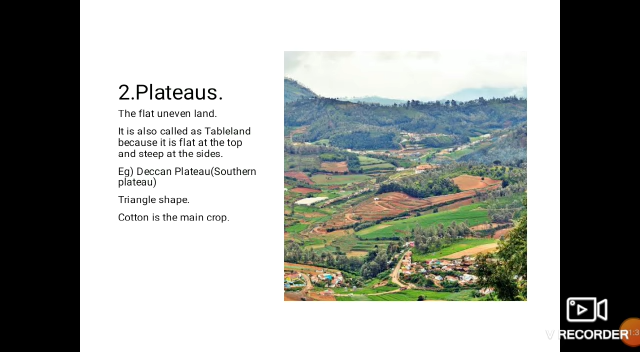 2.Plateaus.
The flat uneven land.
It is also called as Tableland
because it is flat at the top
and steep at the sides.
Eg) Deccan Plateau(Southern
plateau)
Triangle shape.
Cotton is the main crop.
V RECORDER